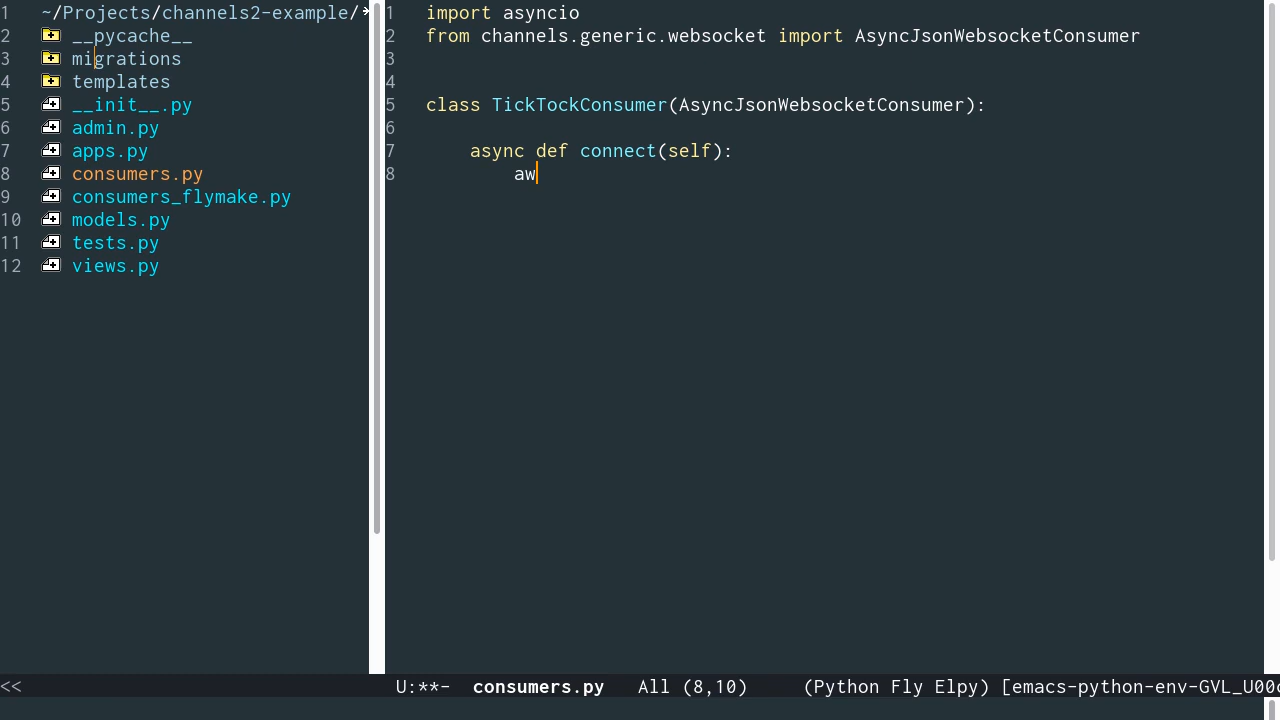 1 ~/Projects/channels2-example/
2 __pycache__
3 migrations
4 templates
5 __init__.py
6 admin.py
7 apps.py
8 consumers.py
9 consumers_flymake.py
10 models.py
11 tests.py
12 views.py
<<
1 import asyncio
2 from channels.generic.websocket import AsyncJsonWebsocketConsumer
3
4
5 class TickTockConsumer(AsyncJsonWebsocketConsumer):
6
7     async def connect(self):
8         aw
U:**-  consumers.py   All (8,10)     (Python Fly Elpy) [emacs-python-env-GVL_U00